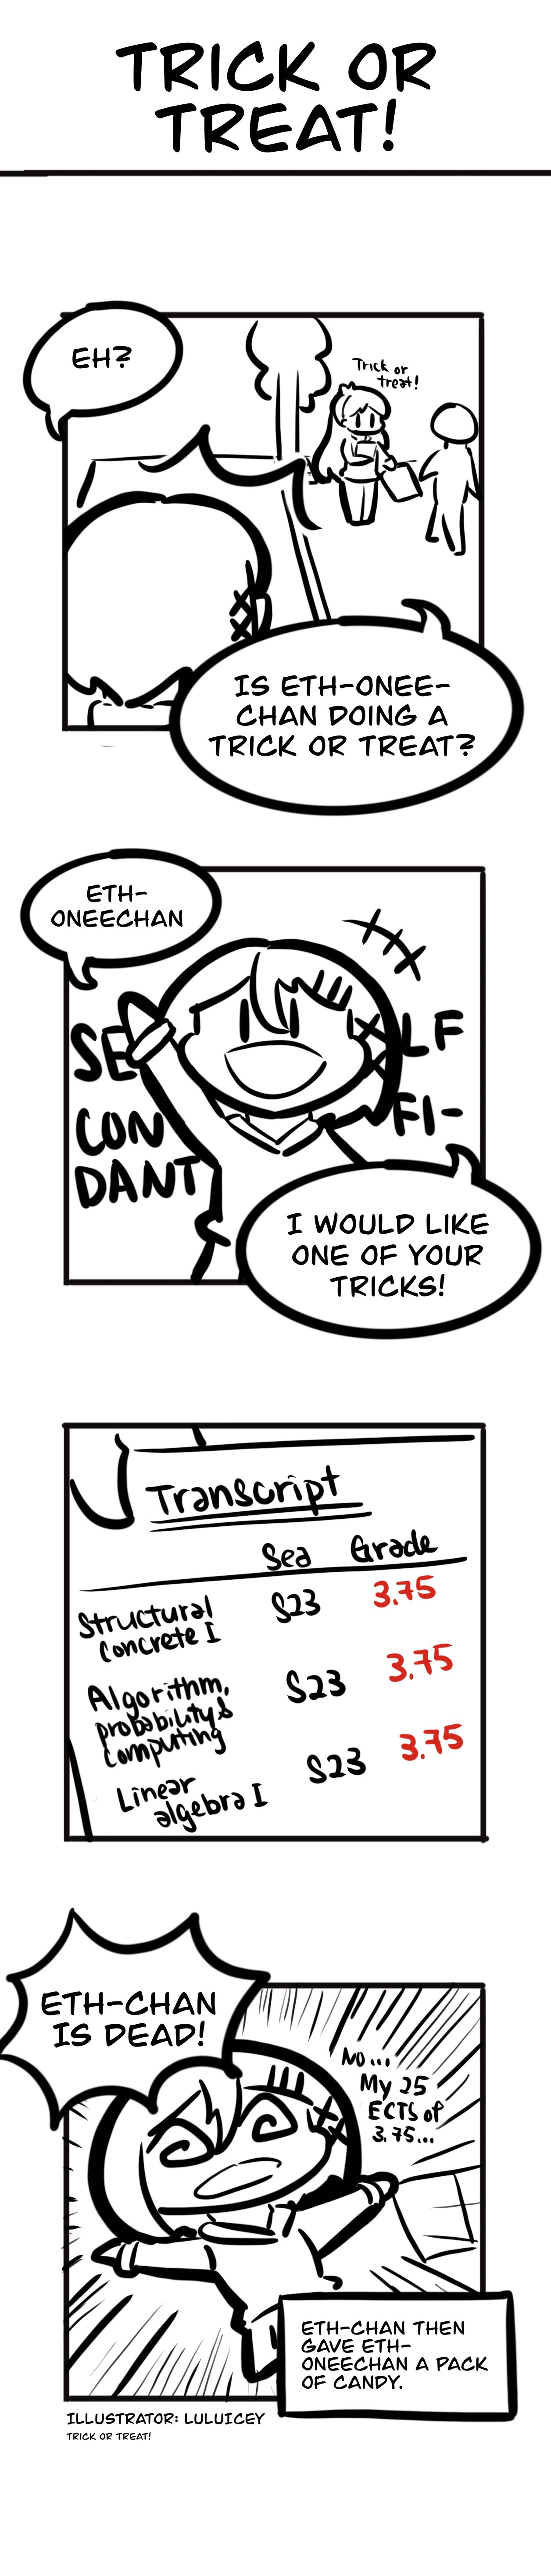 TRICK OR
TREAT!
EH?
Trick or
treat!
IS ETH-ONEE-
CHAN DOING A
TRICK OR TREAT?
ETH-
ONEECHAN
SE LF
CON FI-
DANT
I WOULD LIKE
ONE OF YOUR
TRICKS!
Transcript
Sea Grade
Structural
Concrete I
S23 3.75
Algorithm,
probability &
computing
S23 3.75
Linear
algebra I
S23 3.75
ETH-CHAN
IS DEAD!
No...
My 25
ECTS of
3.75...
ETH-CHAN THEN
GAVE ETH-
ONEECHAN A PACK
OF CANDY.
ILLUSTRATOR: LULUICEY
TRICK OR TREAT!